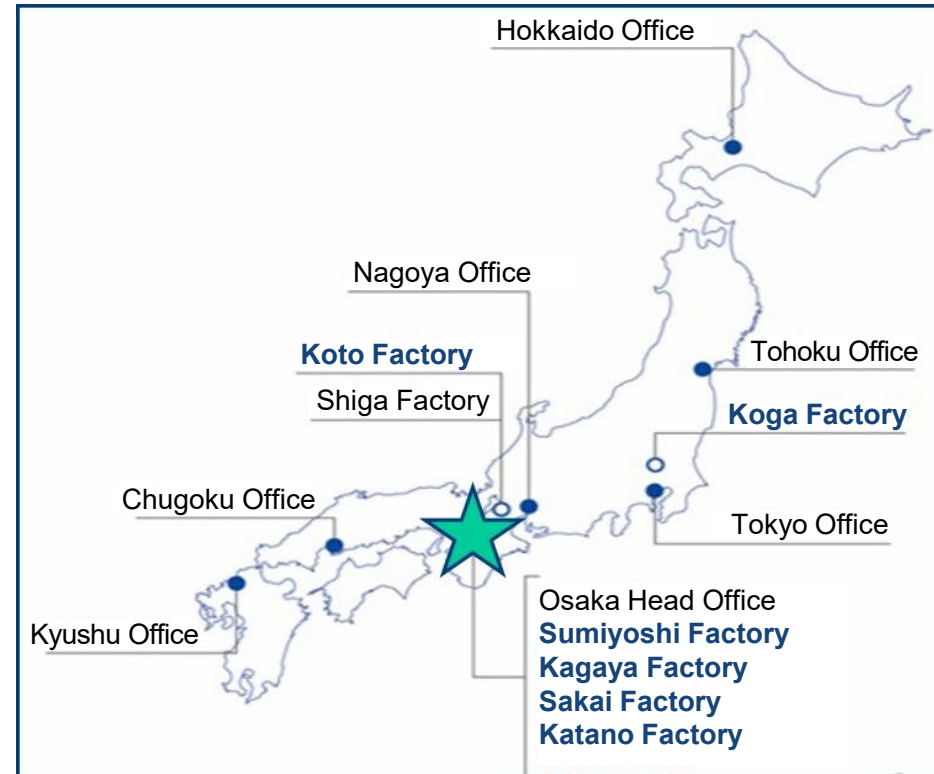 Hokkaido Office
Nagoya Office
Koto Factory
Tohoku Office
Shiga Factory
Koga Factory
Chugoku Office
Tokyo Office
Osaka Head Office
Kyushu Office
Sumiyoshi Factory
Kagaya Factory
Sakai Factory
Katano Factory